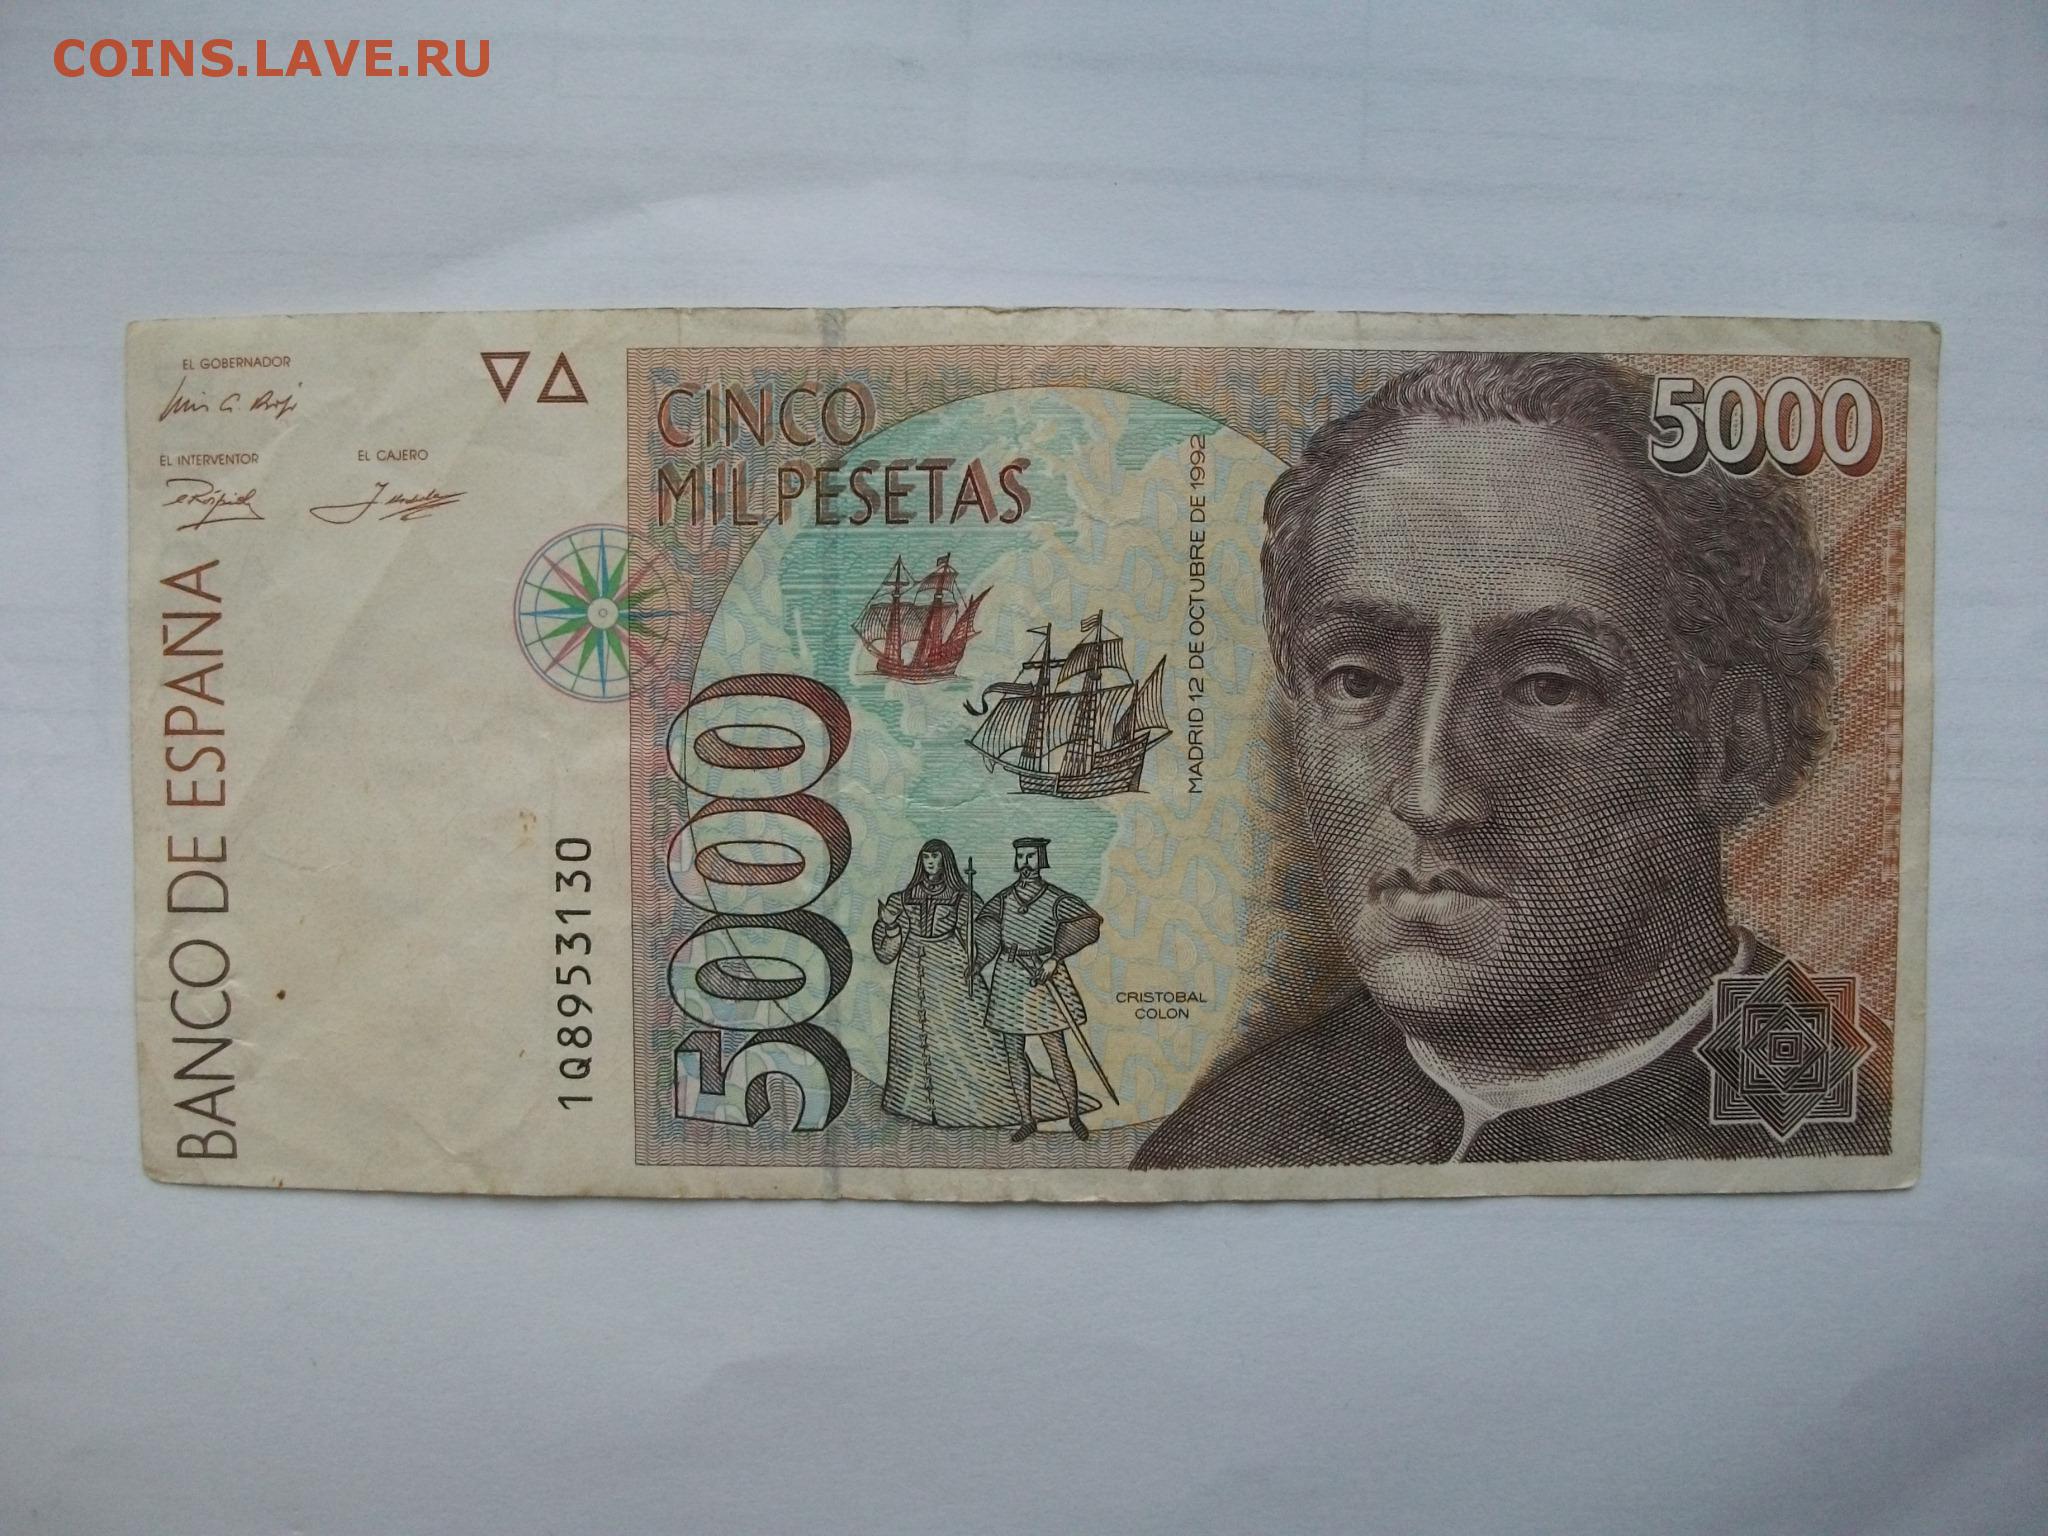 COINS.LAVE.RU
EL GOBERNADOR
EL INTERVENTOR
EL CAJERO
BANCO DE ESPAÑA
1Q8953130
CINCO
MIL PESETAS
5000
5000
MADRID 12 DE OCTUBRE DE 1992
CRISTOBAL
COLON